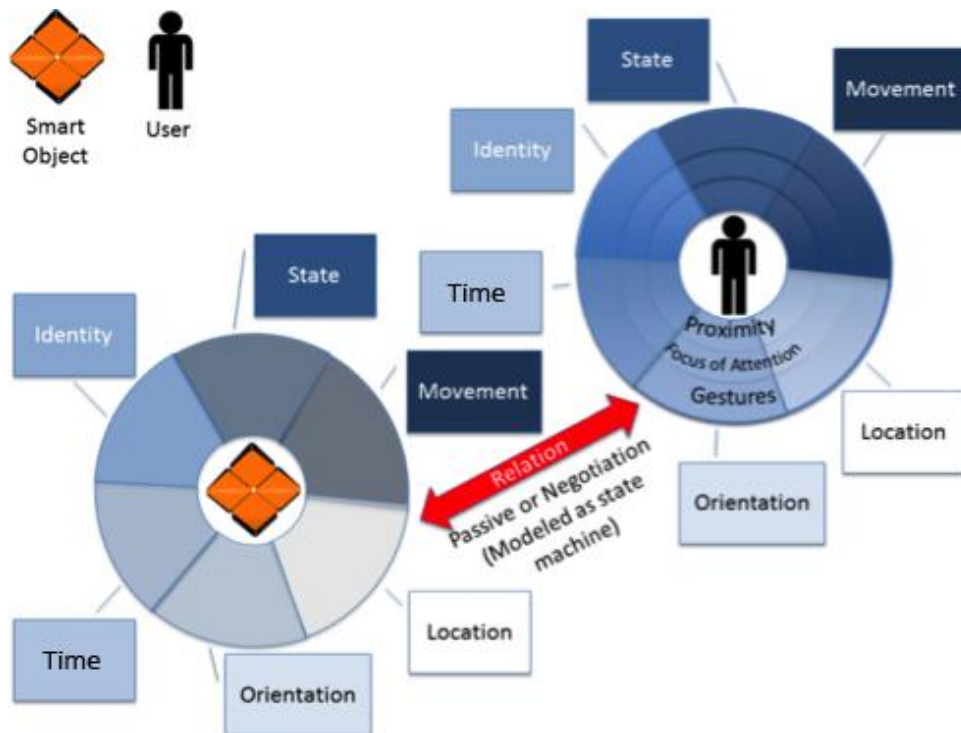 Smart
Object
User
State
Movement
Identity
Time
Proximity
Focus of Attention
Gestures
Location
Orientation
State
Identity
Movement
Relation
Passive or Negotiation
(Modeled as state
machine)
Location
Time
Orientation